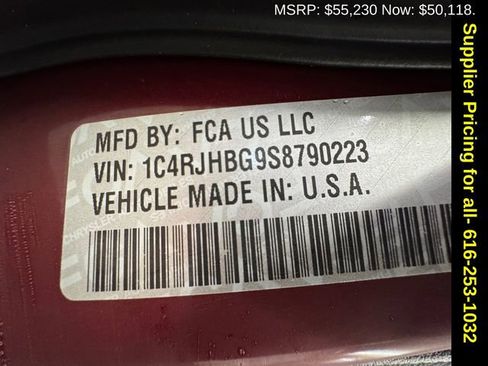 MSRP: $55,230 Now: $50,118.
MFD BY: FCA US LLC
VIN: 1C4RJHBG9S8790223
VEHICLE MADE IN: U.S.A.
Supplier Pricing for all- 616-253-1032